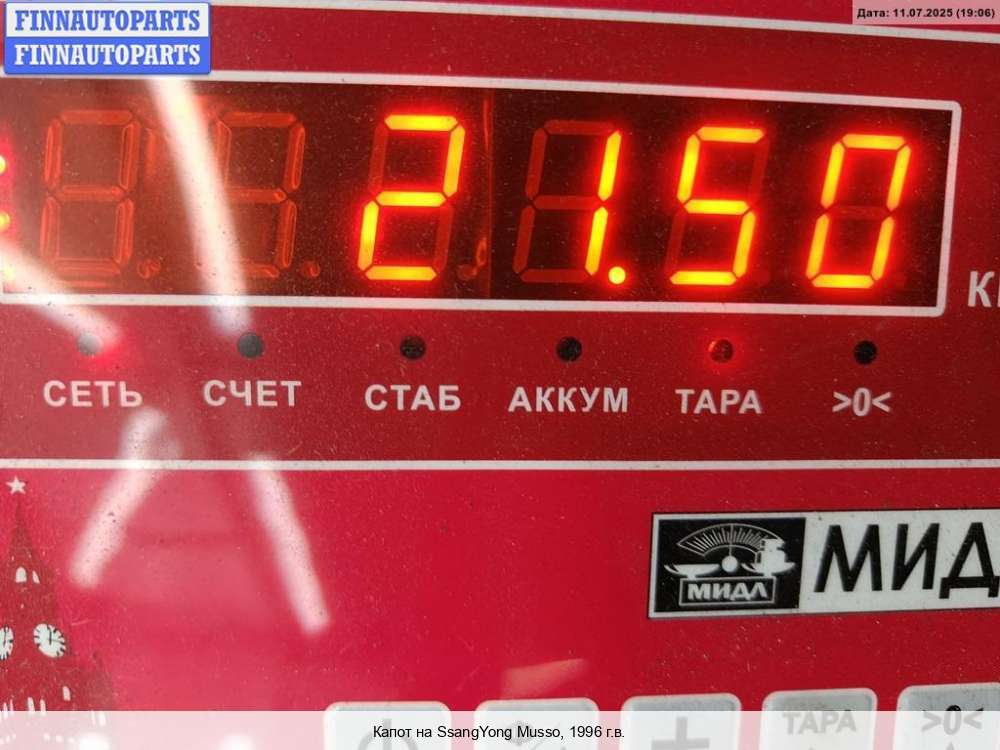 FINNAUTOPARTS
FINNAUTOPARTS
Дата: 11.07.2025 (19:06)
21.50
СЕТЬ СЧЕТ СТАБ АККУМ ТАРА >0<
МИДЛ
ТАРА >0<
Капот на SsangYong Musso, 1996 г.в.